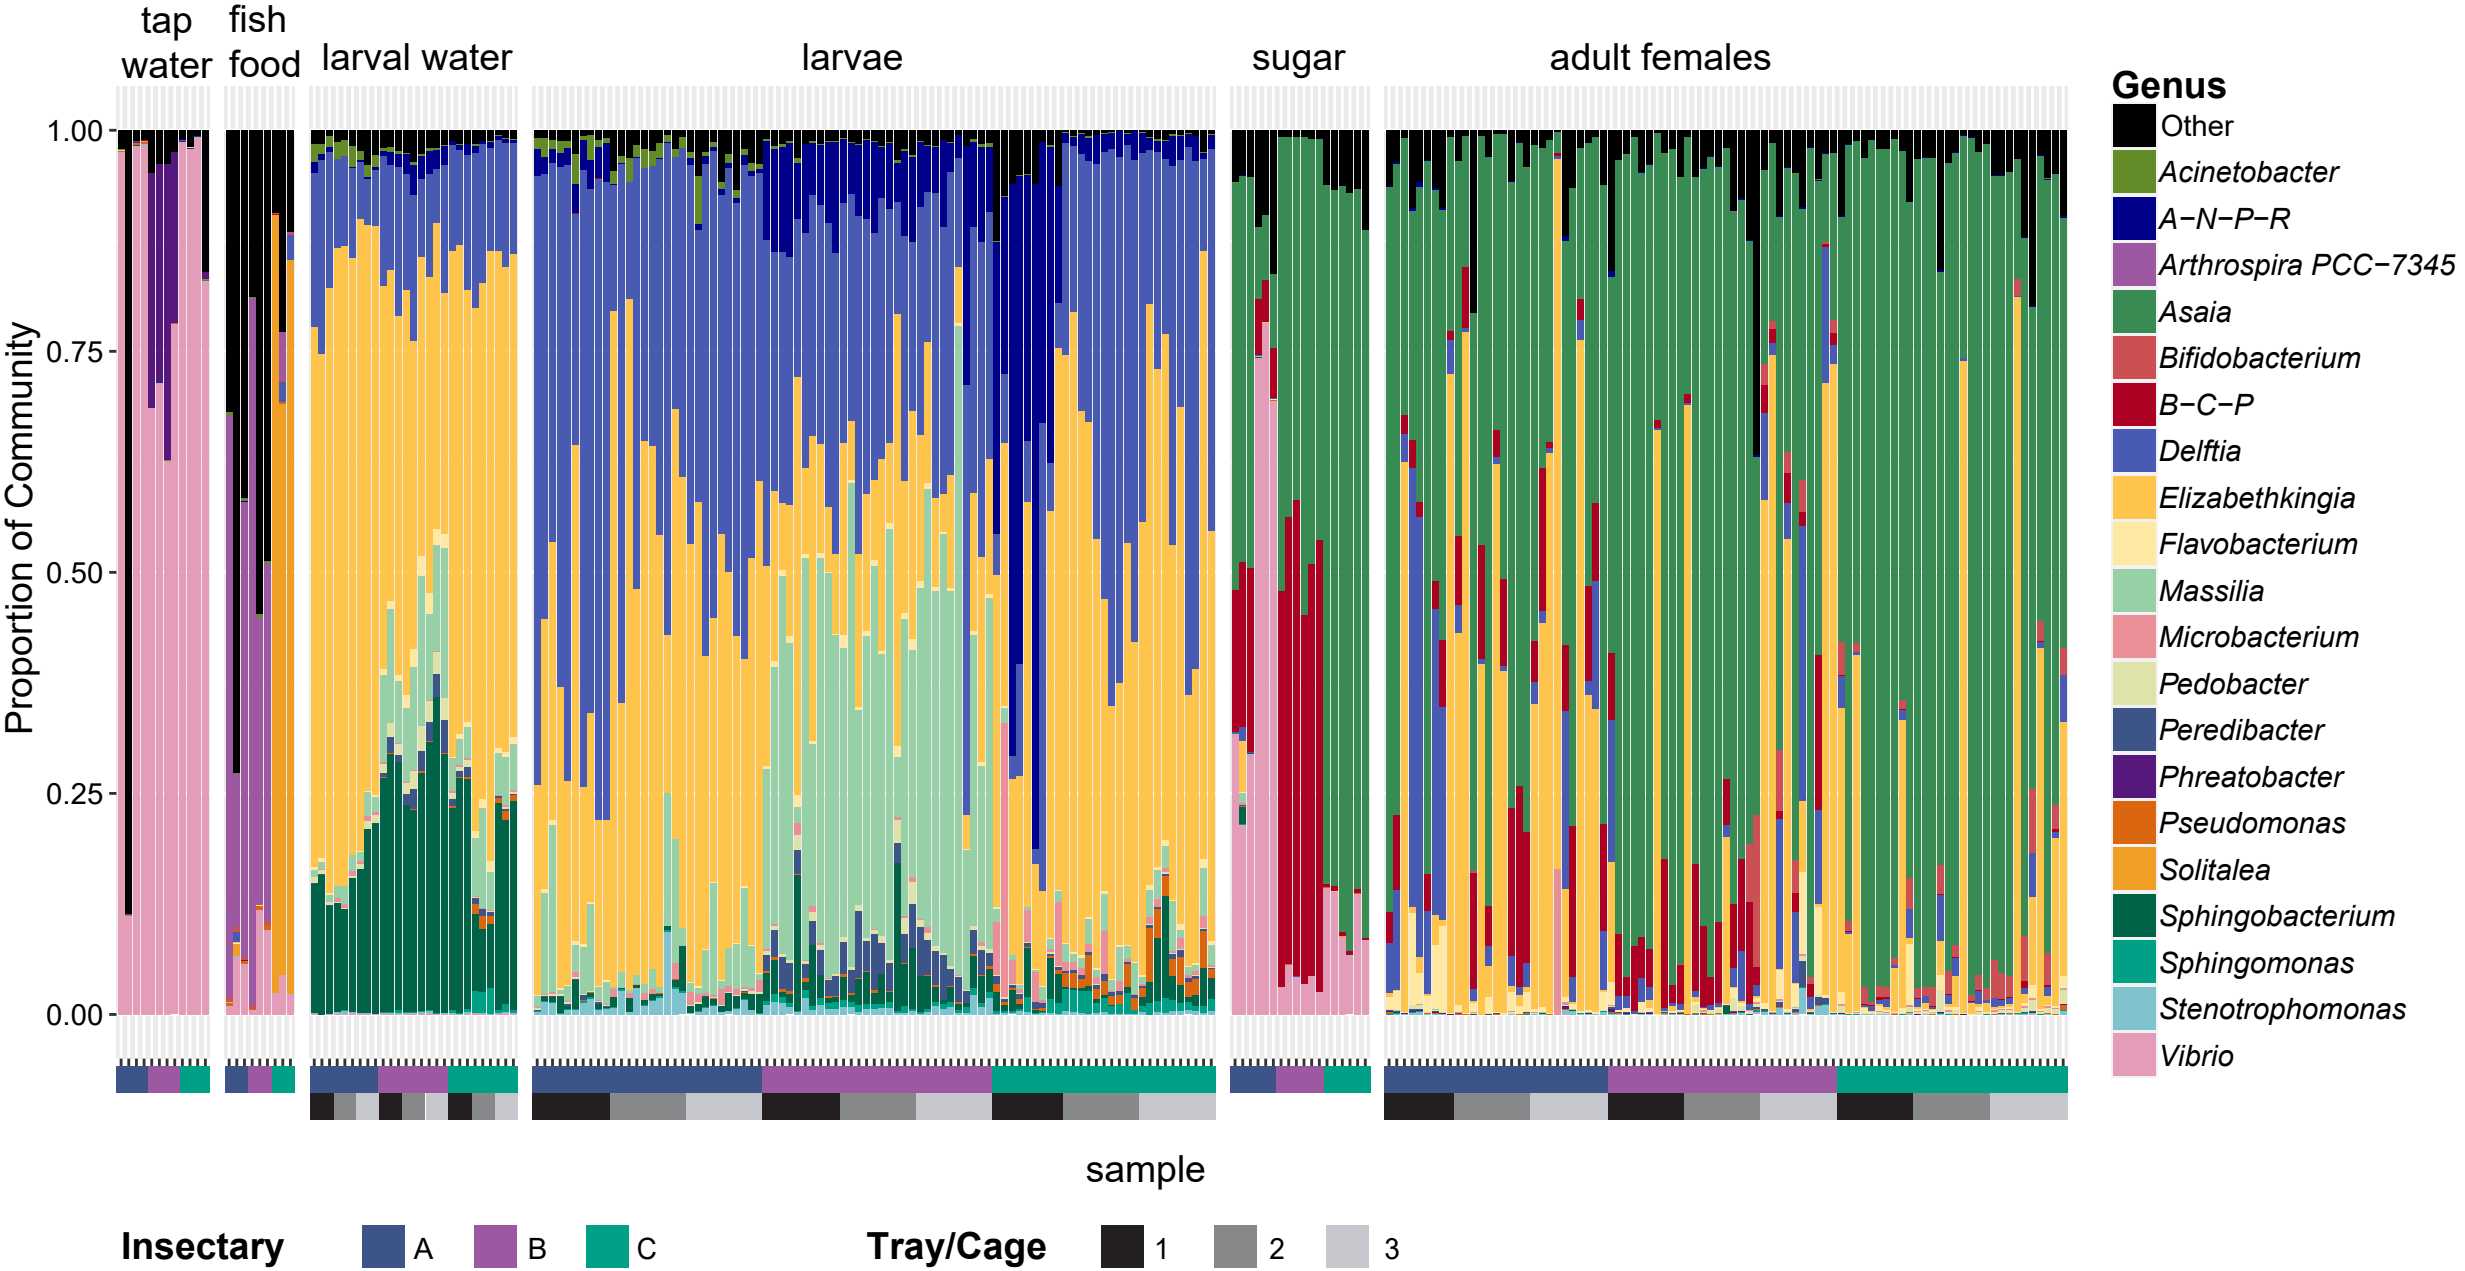 tap
water
fish
food
larval water
larvae
sugar
adult females
Proportion of Community
1.00
0.75
0.50
0.25
0.00
Genus
Other
Acinetobacter
A−N−P−R
Arthrospira PCC−7345
Asaia
Bifidobacterium
B−C−P
Delftia
Elizabethkingia
Flavobacterium
Massilia
Microbacterium
Pedobacter
Peredibacter
Phreatobacter
Pseudomonas
Solitalea
Sphingobacterium
Sphingomonas
Stenotrophomonas
Vibrio
sample
Insectary A B C
Tray/Cage 1 2 3